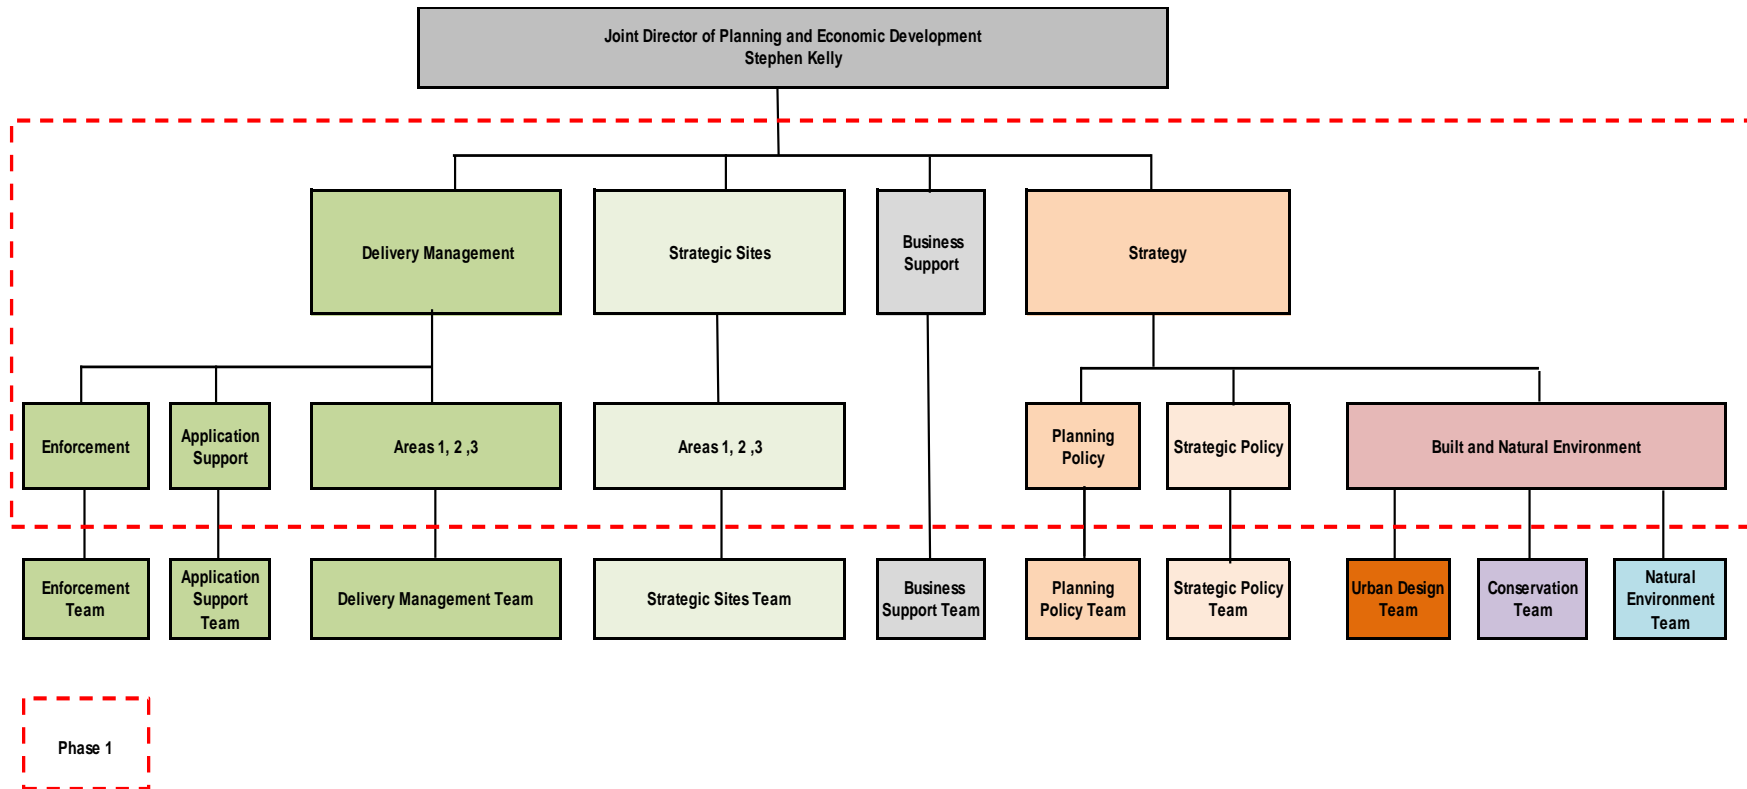 Joint Director of Planning and Economic Development
Stephen Kelly
Delivery Management
Strategic Sites
Business
Support
Strategy
Enforcement
Application
Support
Areas 1, 2 ,3
Areas 1, 2 ,3
Planning
Policy
Strategic Policy
Built and Natural Environment
Enforcement
Team
Application
Support
Team
Delivery Management Team
Strategic Sites Team
Business
Support Team
Planning
Policy Team
Strategic Policy
Team
Urban Design
Team
Conservation
Team
Natural
Environment
Team
Phase 1